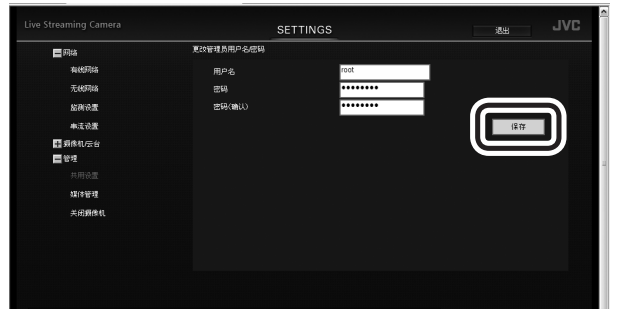 Live Streaming Camera
SETTINGS
退出
JVC
网络
有线网络
无线网络
监测设置
串流设置
摄像机/云台
管理
共用设置
媒体管理
关闭摄像机
更改管理员用户名/密码
用户名 root
密码 ••••••••
密码(确认) ••••••••
保存